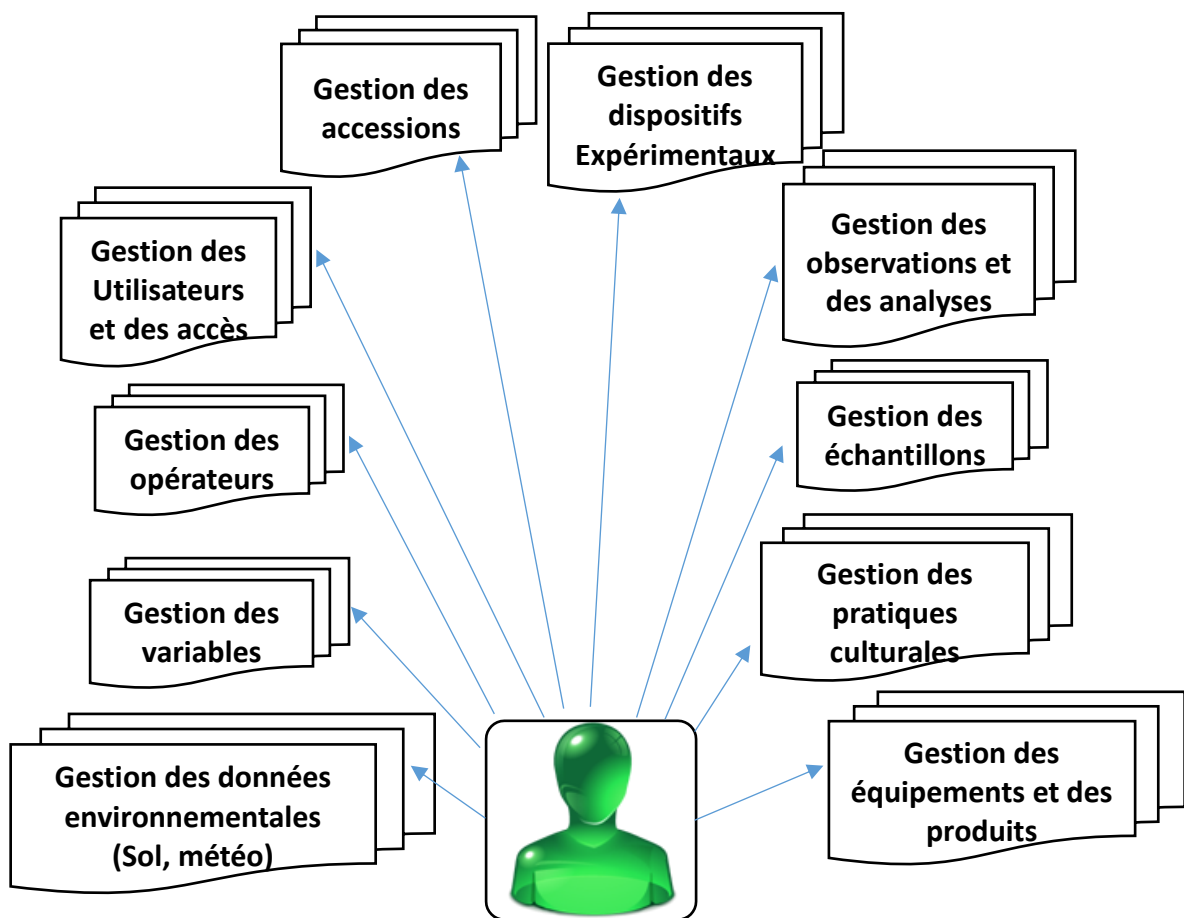 Gestion des
accessions
Gestion des
dispositifs
Expérimentaux
Gestion des
Utilisateurs
et des accès
Gestion des
observations et
des analyses
Gestion des
opérateurs
Gestion des
échantillons
Gestion des
variables
Gestion des
pratiques
culturales
Gestion des données
environnementales
(Sol, météo)
Gestion des
équipements et des
produits